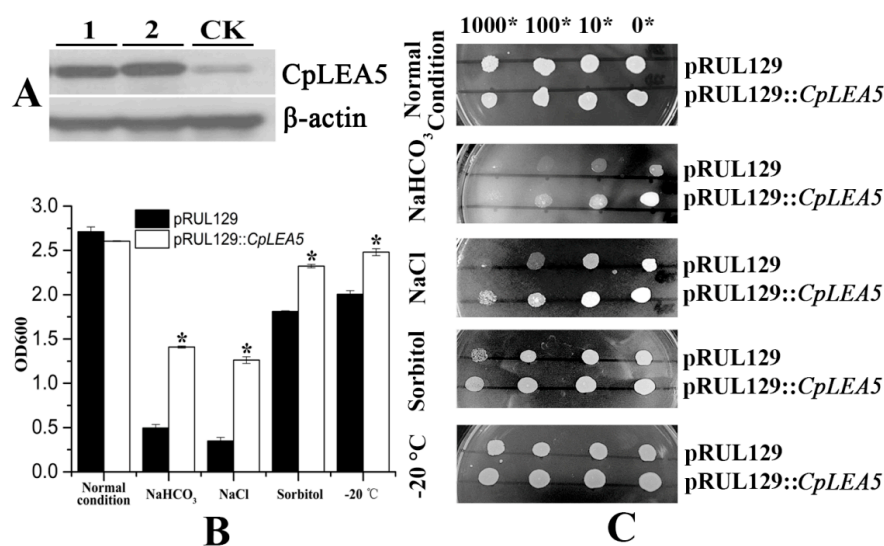 1 2 CK
CpLEA5
β-actin
A
3.0
2.5
2.0
1.5
1.0
0.5
0.0
OD600
pRUL129
pRUL129::CpLEA5
* * * *
Normal condition
NaHCO₃
NaCl
Sorbitol
-20 ℃
B
1000* 100* 10* 0*
Normal
Condition
pRUL129
pRUL129::CpLEA5
NaHCO₃
pRUL129
pRUL129::CpLEA5
NaCl
pRUL129
pRUL129::CpLEA5
Sorbitol
pRUL129
pRUL129::CpLEA5
-20 °C
pRUL129
pRUL129::CpLEA5
C